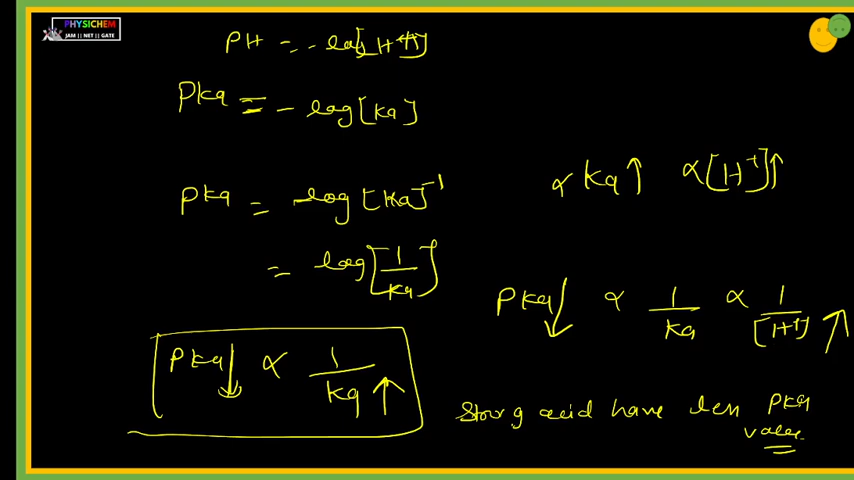 PHYSICHEM
JAM || NET || GATE
PH = - log[H+]
Pka = - log[Ka]
Pka = -log[Ka]⁻¹
= log[1/Ka]
Pka↓ ∝ 1/Ka↑
∝ Ka↑ ∝[H+]↑
Pka↓ ∝ 1/Ka ∝ 1/[H+]↑
Storg acid have less Pka
value